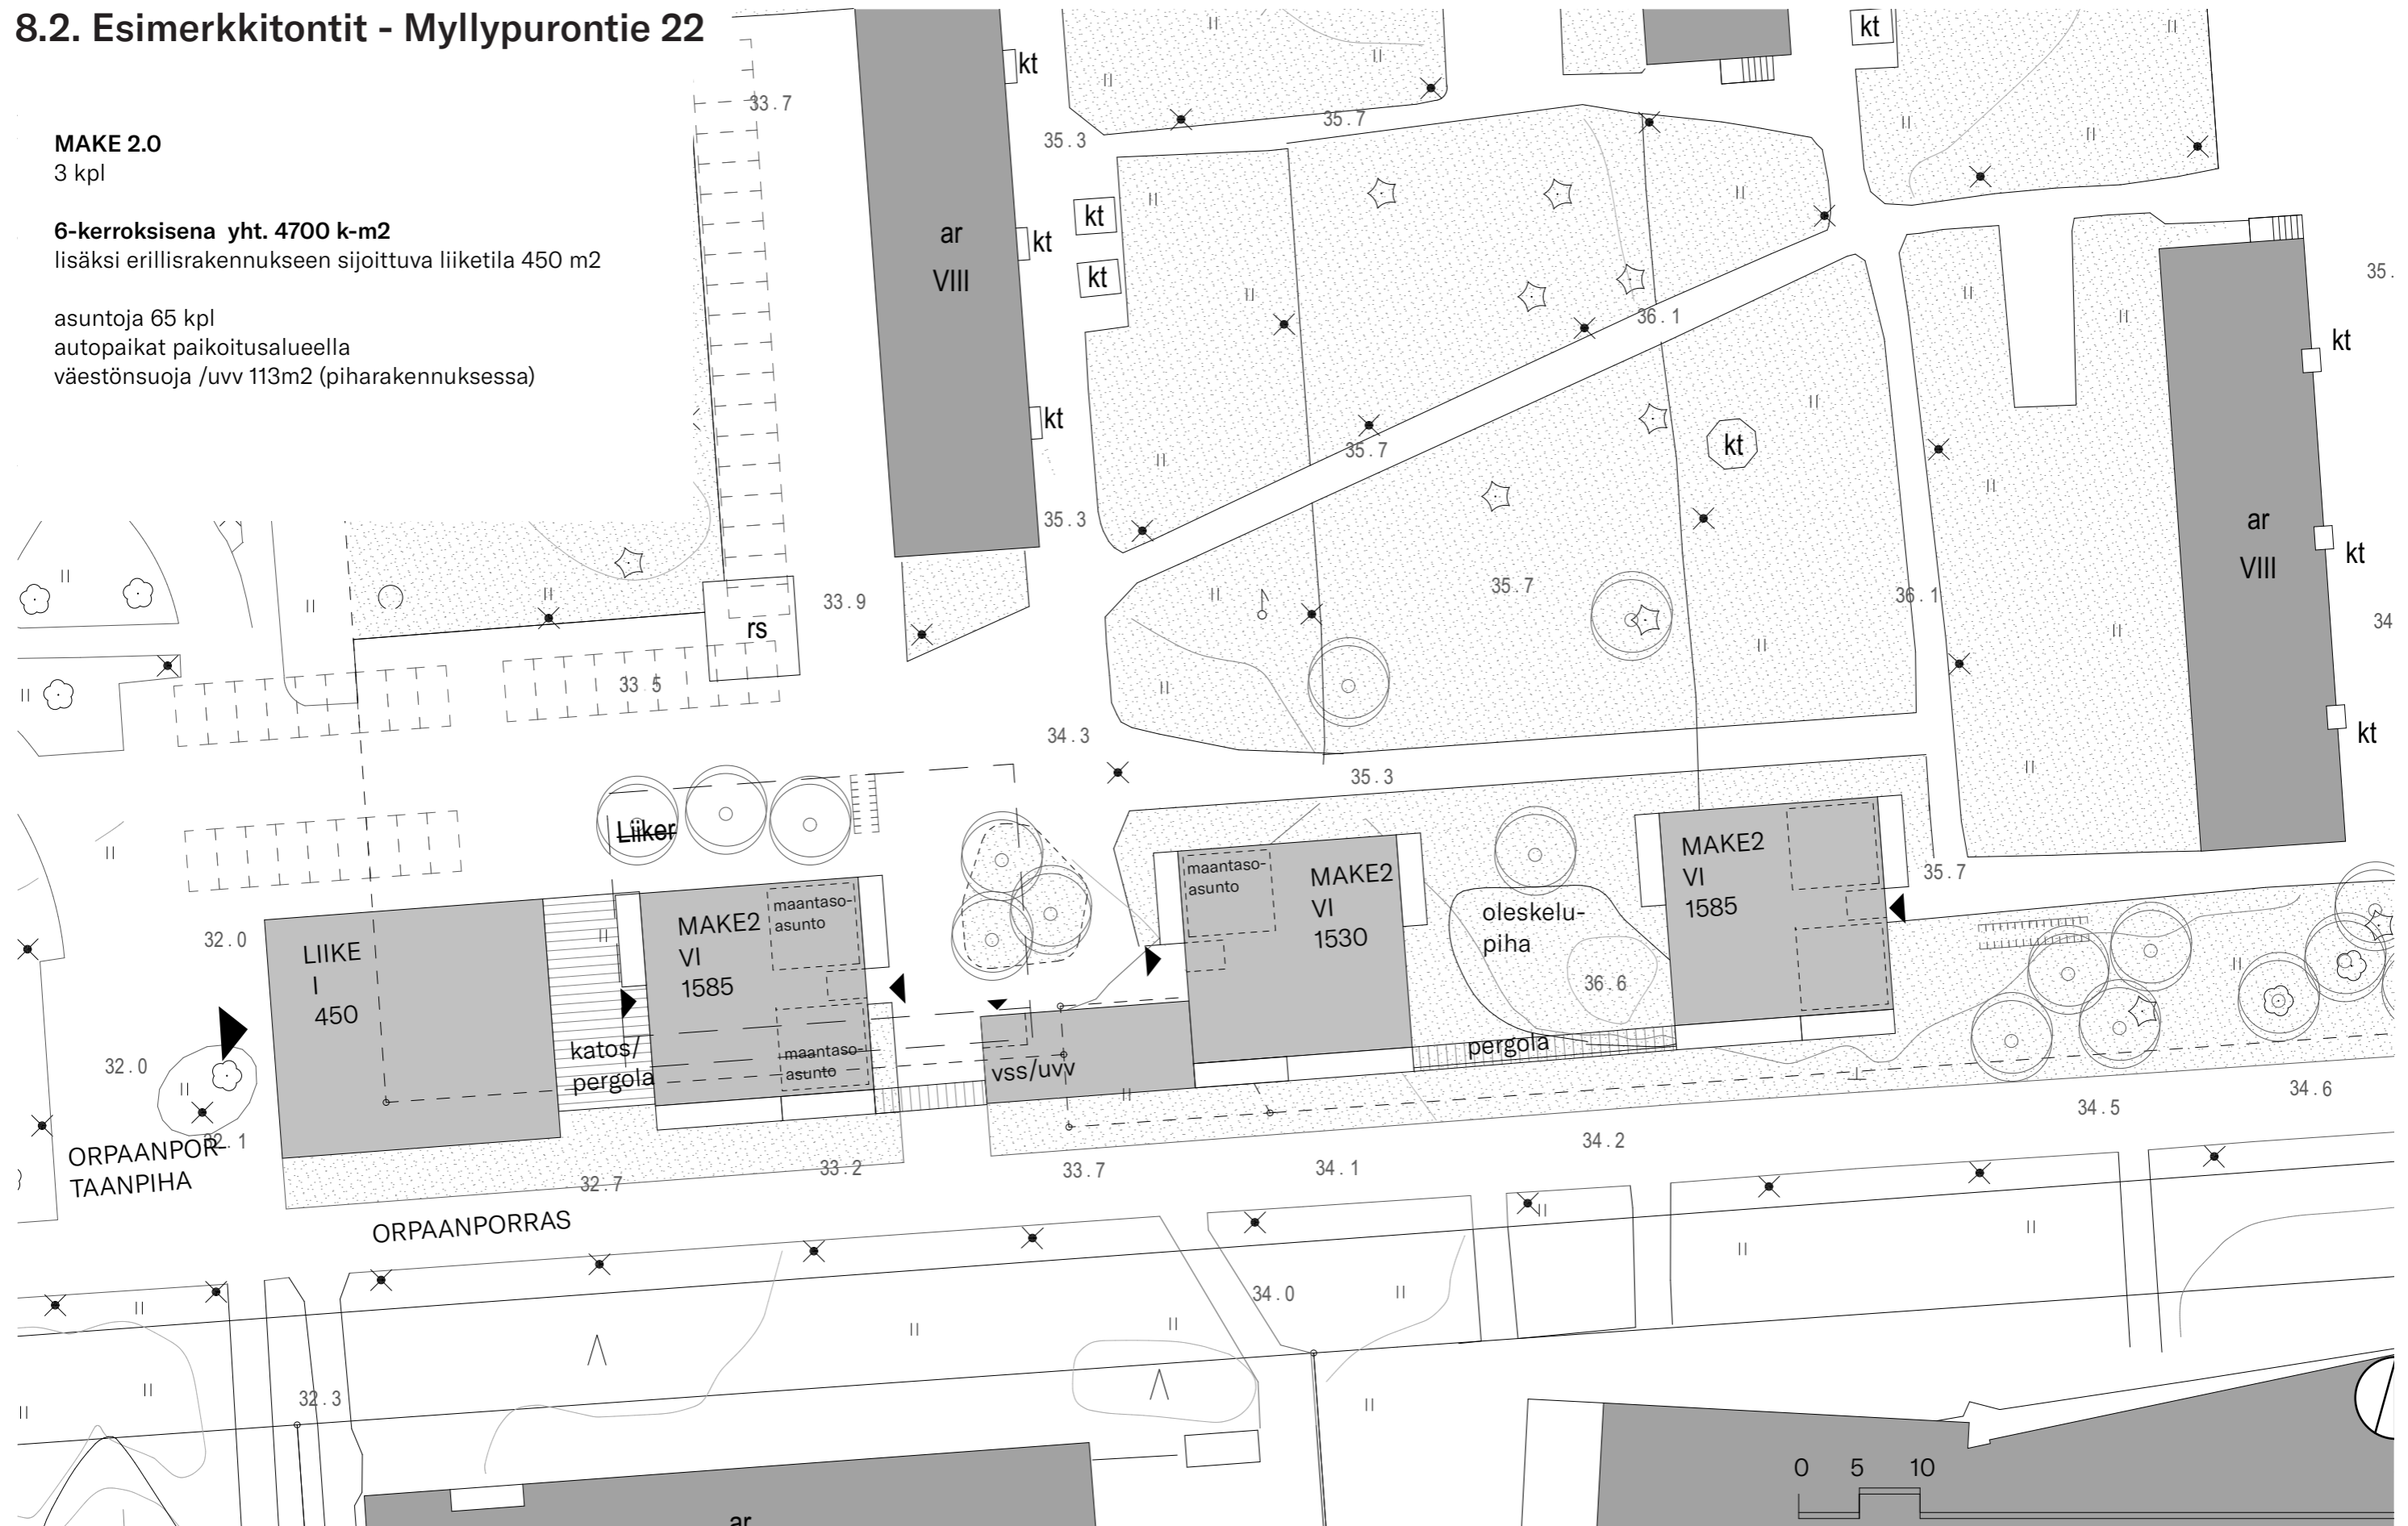 8.2. Esimerkkitontit - Myllypurontie 22
MAKE 2.0
3 kpl
6-kerroksisena yht. 4700 k-m2
lisäksi erillisrakennukseen sijoittuva liiketila 450 m2
asuntoja 65 kpl
autopaikat paikoitusalueella
väestönsuoja /uvv 113m2 (piharakennuksessa)
kt
kt
33.7
35.3
35.7
kt
kt
kt
kt
ar
VIII
35.
36.1
kt
kt
35.7
kt
35.3
ar
VIII
kt
35.7
36.1
33.9
34
rs
33.5
34.3
kt
35.3
Liiker
35.7
32.0
LIIKE
I
450
MAKE2
VI
1585
maantaso-
asunto
maantaso-
asunto
maantaso-
asunto
MAKE2
VI
1530
oleskelu-
piha
36.6
MAKE2
VI
1585
katos/
pergola
vss/uvv
pergola
32.0
32.1
34.6
34.5
34.2
34.1
33.7
33.2
32.7
ORPAANPOR-
TAANPIHA
ORPAANPORRAS
34.0
32.3
0 5 10
ar